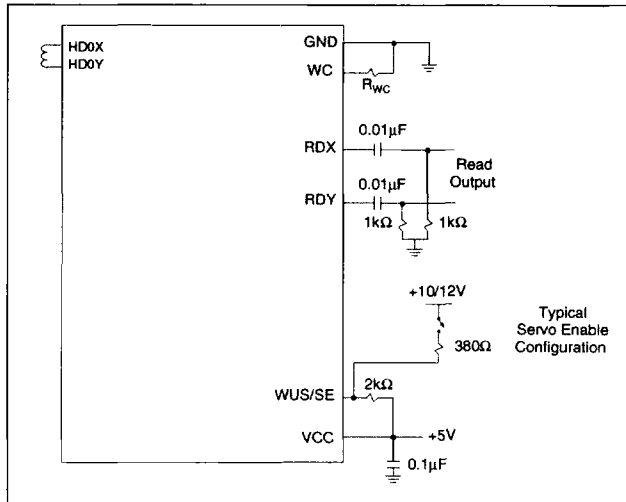 HD0X
HD0Y
GND
WC
RWC
0.01µF
RDX
Read
Output
0.01µF
RDY
1kΩ
1kΩ
+10/12V
Typical
Servo Enable
Configuration
380Ω
WUS/SE
2kΩ
VCC
+5V
0.1µF